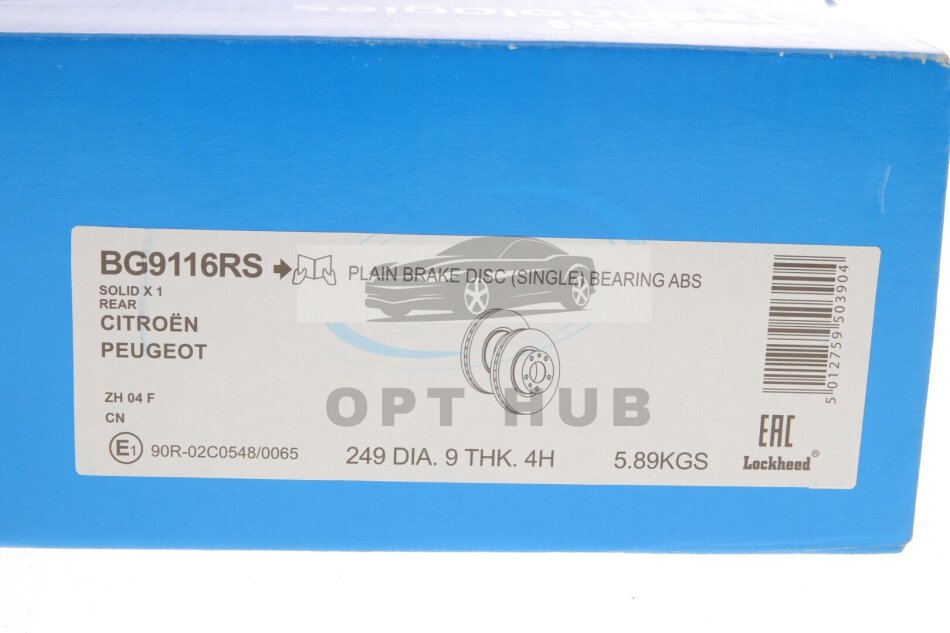 BG9116RS
PLAIN BRAKE DISC (SINGLE) BEARING ABS
SOLID X 1
REAR
CITROËN
PEUGEOT
ZH 04 F
CN
E1 90R-02C0548/0065
249 DIA. 9 THK. 4H
5.89KGS
5 012759 503904
EAC
Lockheed®
OPT HUB